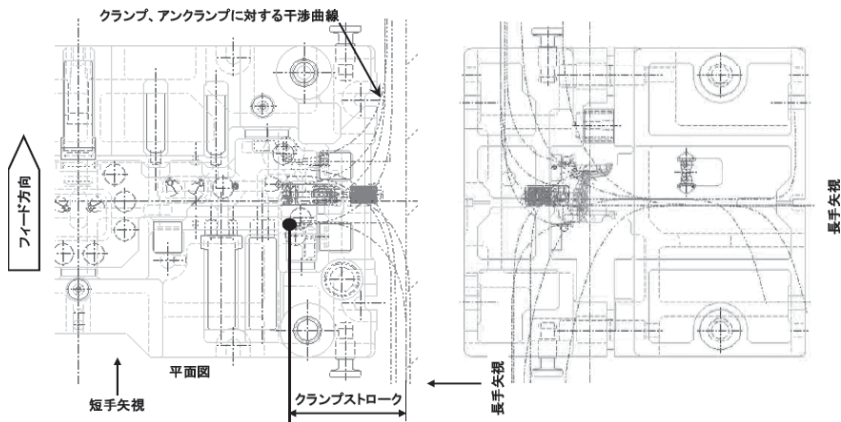 クランプ、アンクランプに対する干渉曲線
フィード方向
平面図
短手矢視
クランプストローク
長手矢視
長手矢視